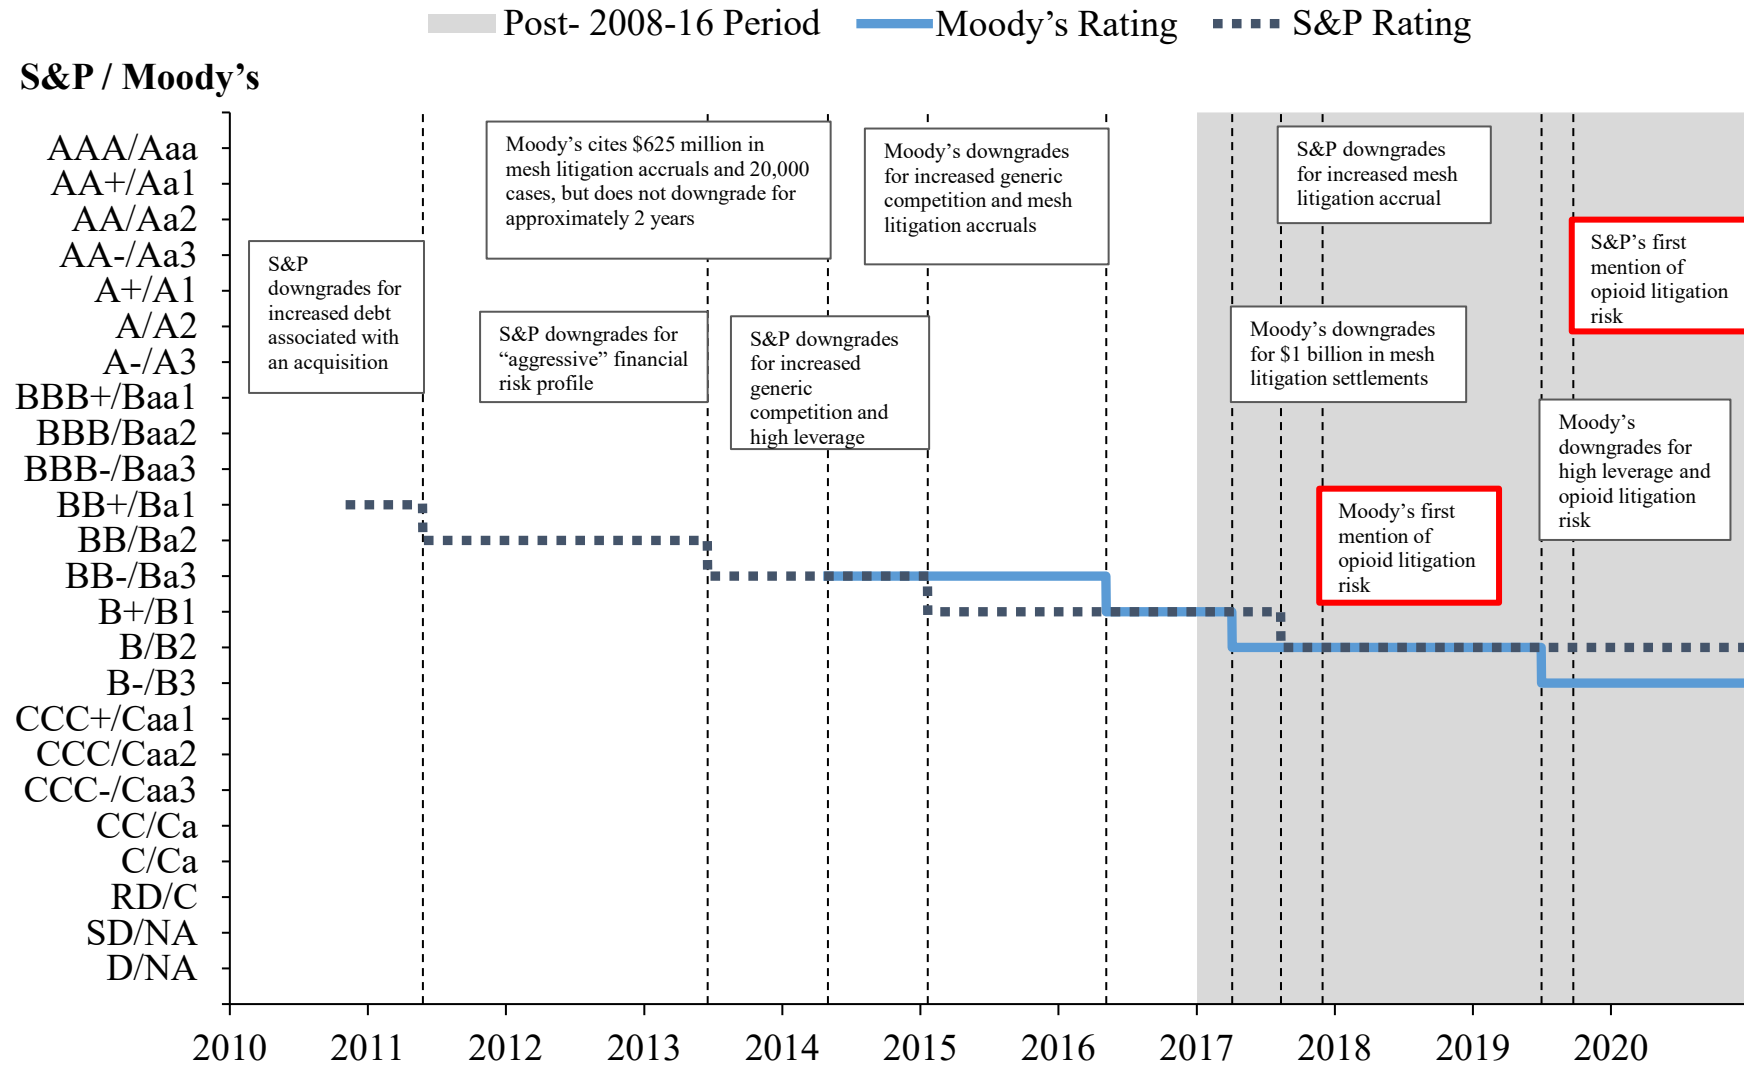 Post- 2008-16 Period
Moody’s Rating
S&P Rating
S&P / Moody’s
AAA/Aaa
AA+/Aa1
AA/Aa2
AA-/Aa3
A+/A1
A/A2
A-/A3
BBB+/Baa1
BBB/Baa2
BBB-/Baa3
BB+/Ba1
BB/Ba2
BB-/Ba3
B+/B1
B/B2
B-/B3
CCC+/Caa1
CCC/Caa2
CCC-/Caa3
CC/Ca
C/Ca
RD/C
SD/NA
D/NA
S&P
downgrades for
increased debt
associated with
an acquisition
Moody’s cites $625 million in
mesh litigation accruals and 20,000
cases, but does not downgrade for
approximately 2 years
S&P downgrades for
“aggressive” financial
risk profile
S&P downgrades
for increased
generic
competition and
high leverage
Moody’s downgrades
for increased generic
competition and mesh
litigation accruals
Moody’s downgrades
for $1 billion in mesh
litigation settlements
S&P downgrades
for increased mesh
litigation accrual
Moody’s first
mention of
opioid litigation
risk
Moody’s
downgrades for
high leverage and
opioid litigation
risk
S&P’s first
mention of
opioid litigation
risk
2010
2011
2012
2013
2014
2015
2016
2017
2018
2019
2020